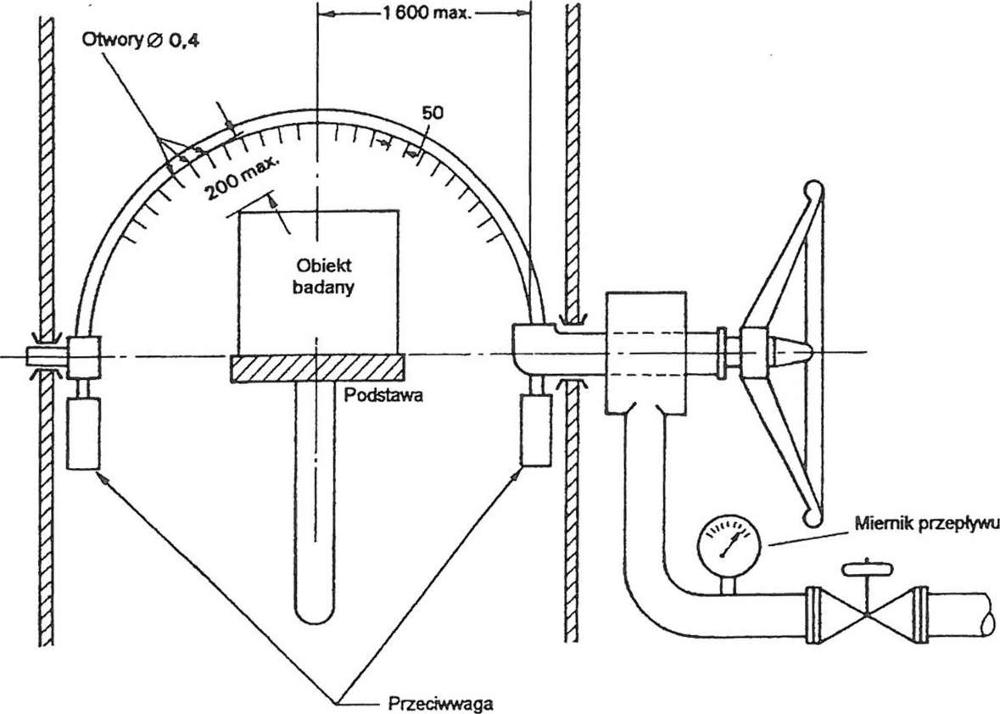 1 600 max.
Otwory Ø 0,4
50
200 max.
Obiekt
badany
Podstawa
Miernik przepływu
Przeciwwaga